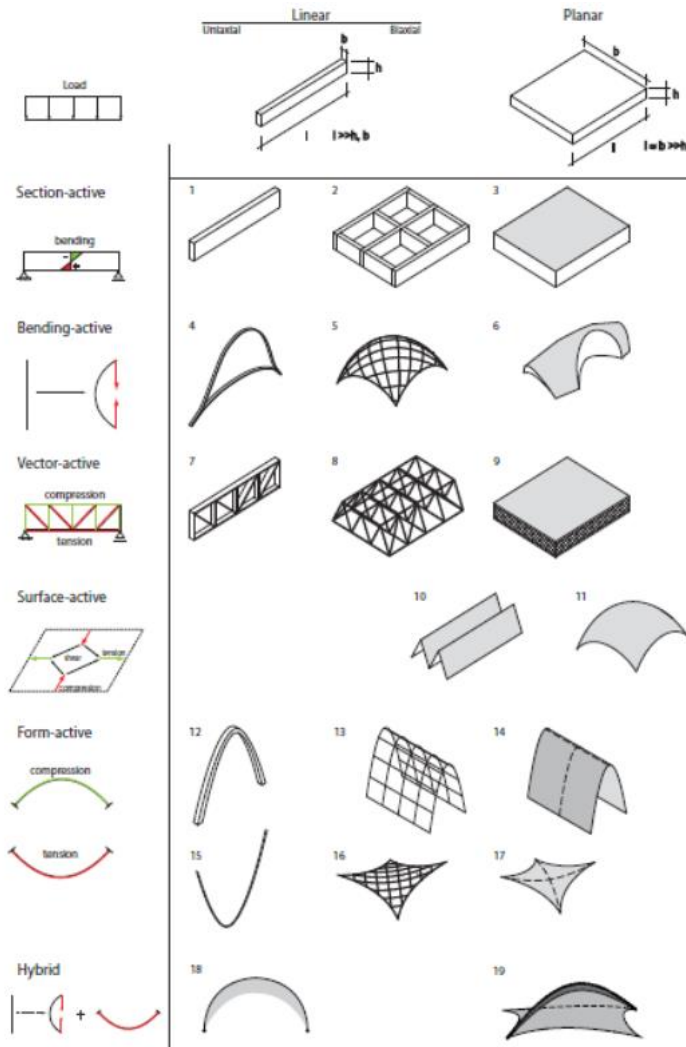 Linear
Planar
Uniaxial
Biaxial
b
h
l
l >>h, b
b
h
l
l = b >>h
Load
Section-active
bending
-
+
1
2
3
Bending-active
4
5
6
Vector-active
compression
tension
7
8
9
Surface-active
shear
tension
compression
10
11
Form-active
compression
tension
12
13
14
15
16
17
Hybrid
+
18
19